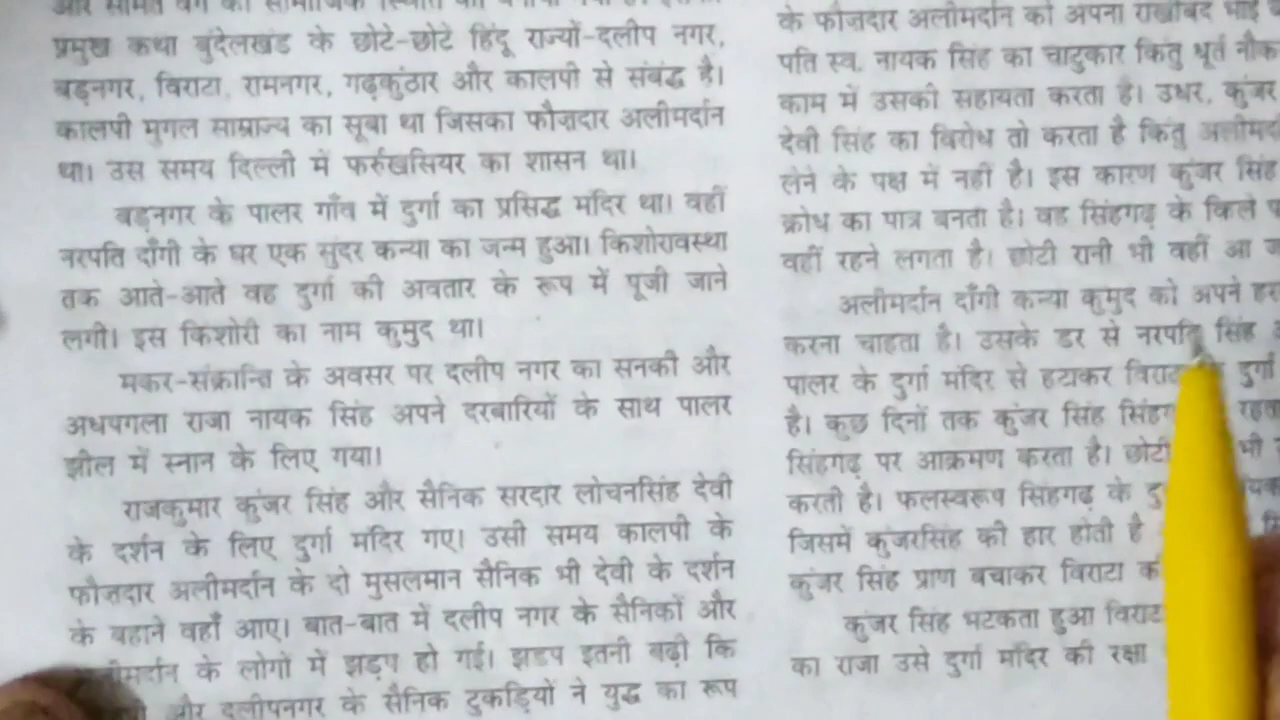 प्रमुख कथा बुंदेलखंड के छोटे-छोटे हिंदू राज्यों-दलीप नगर,
बड़नगर, विराटा, रामनगर, गढ़कुंठार और कालपी से संबंद्ध है।
कालपी मुगल साम्राज्य का सूबा था जिसका फौज़दार अलीमर्दान
था। उस समय दिल्ली में फर्रुखसियर का शासन था।
बड़नगर के पालर गाँव में दुर्गा का प्रसिद्ध मंदिर था। वहीं
नरपति दाँगी के घर एक सुंदर कन्या का जन्म हुआ। किशोरावस्था
तक आते-आते वह दुर्गा की अवतार के रूप में पूजी जाने
लगी। इस किशोरी का नाम कुमुद था।
मकर-संक्रान्ति के अवसर पर दलीप नगर का सनकी और
अधपगला राजा नायक सिंह अपने दरबारियों के साथ पालर
झील में स्नान के लिए गया।
राजकुमार कुंजर सिंह और सैनिक सरदार लोचनसिंह देवी
के दर्शन के लिए दुर्गा मंदिर गए। उसी समय कालपी के
फौज़दार अलीमर्दान के दो मुसलमान सैनिक भी देवी के दर्शन
के बहाने वहाँ आए। बात-बात में दलीप नगर के सैनिकों और
के लोगों में झड़प हो गई। झड़प इतनी बढ़ी कि
और दलीपनगर के सैनिक टुकड़ियों ने युद्ध का रूप
के फौज़दार अलीमर्दान को अपना राखीबंद भाई
पति स्व. नायक सिंह का चाटुकार किंतु धूर्त
काम में उसकी सहायता करता है। उधर, कुंजर
देवी सिंह का विरोध तो करता है किंतु
लेने के पक्ष में नहीं है। इस कारण कुंजर सिंह
क्रोध का पात्र बनता है। वह सिंहगढ़ के किले
वहीं रहने लगता है। छोटी रानी भी वहीं आ
अलीमर्दान दाँगी कन्या कुमुद को अपने
करना चाहता है। उसके डर से नरपति सिंह
पालर के दुर्गा मंदिर से हटाकर दुर्गा
है। कुछ दिनों तक कुंजर सिंह
सिंहगढ़ पर आक्रमण करता है। छोटी भी
करती है। फलस्वरूप सिंहगढ़ के
जिसमें कुंजरसिंह की हार होती है
कुंजर सिंह प्राण बचाकर विराटा
कुंजर सिंह भटकता हुआ
का राजा उसे दुर्गा मंदिर की रक्षा